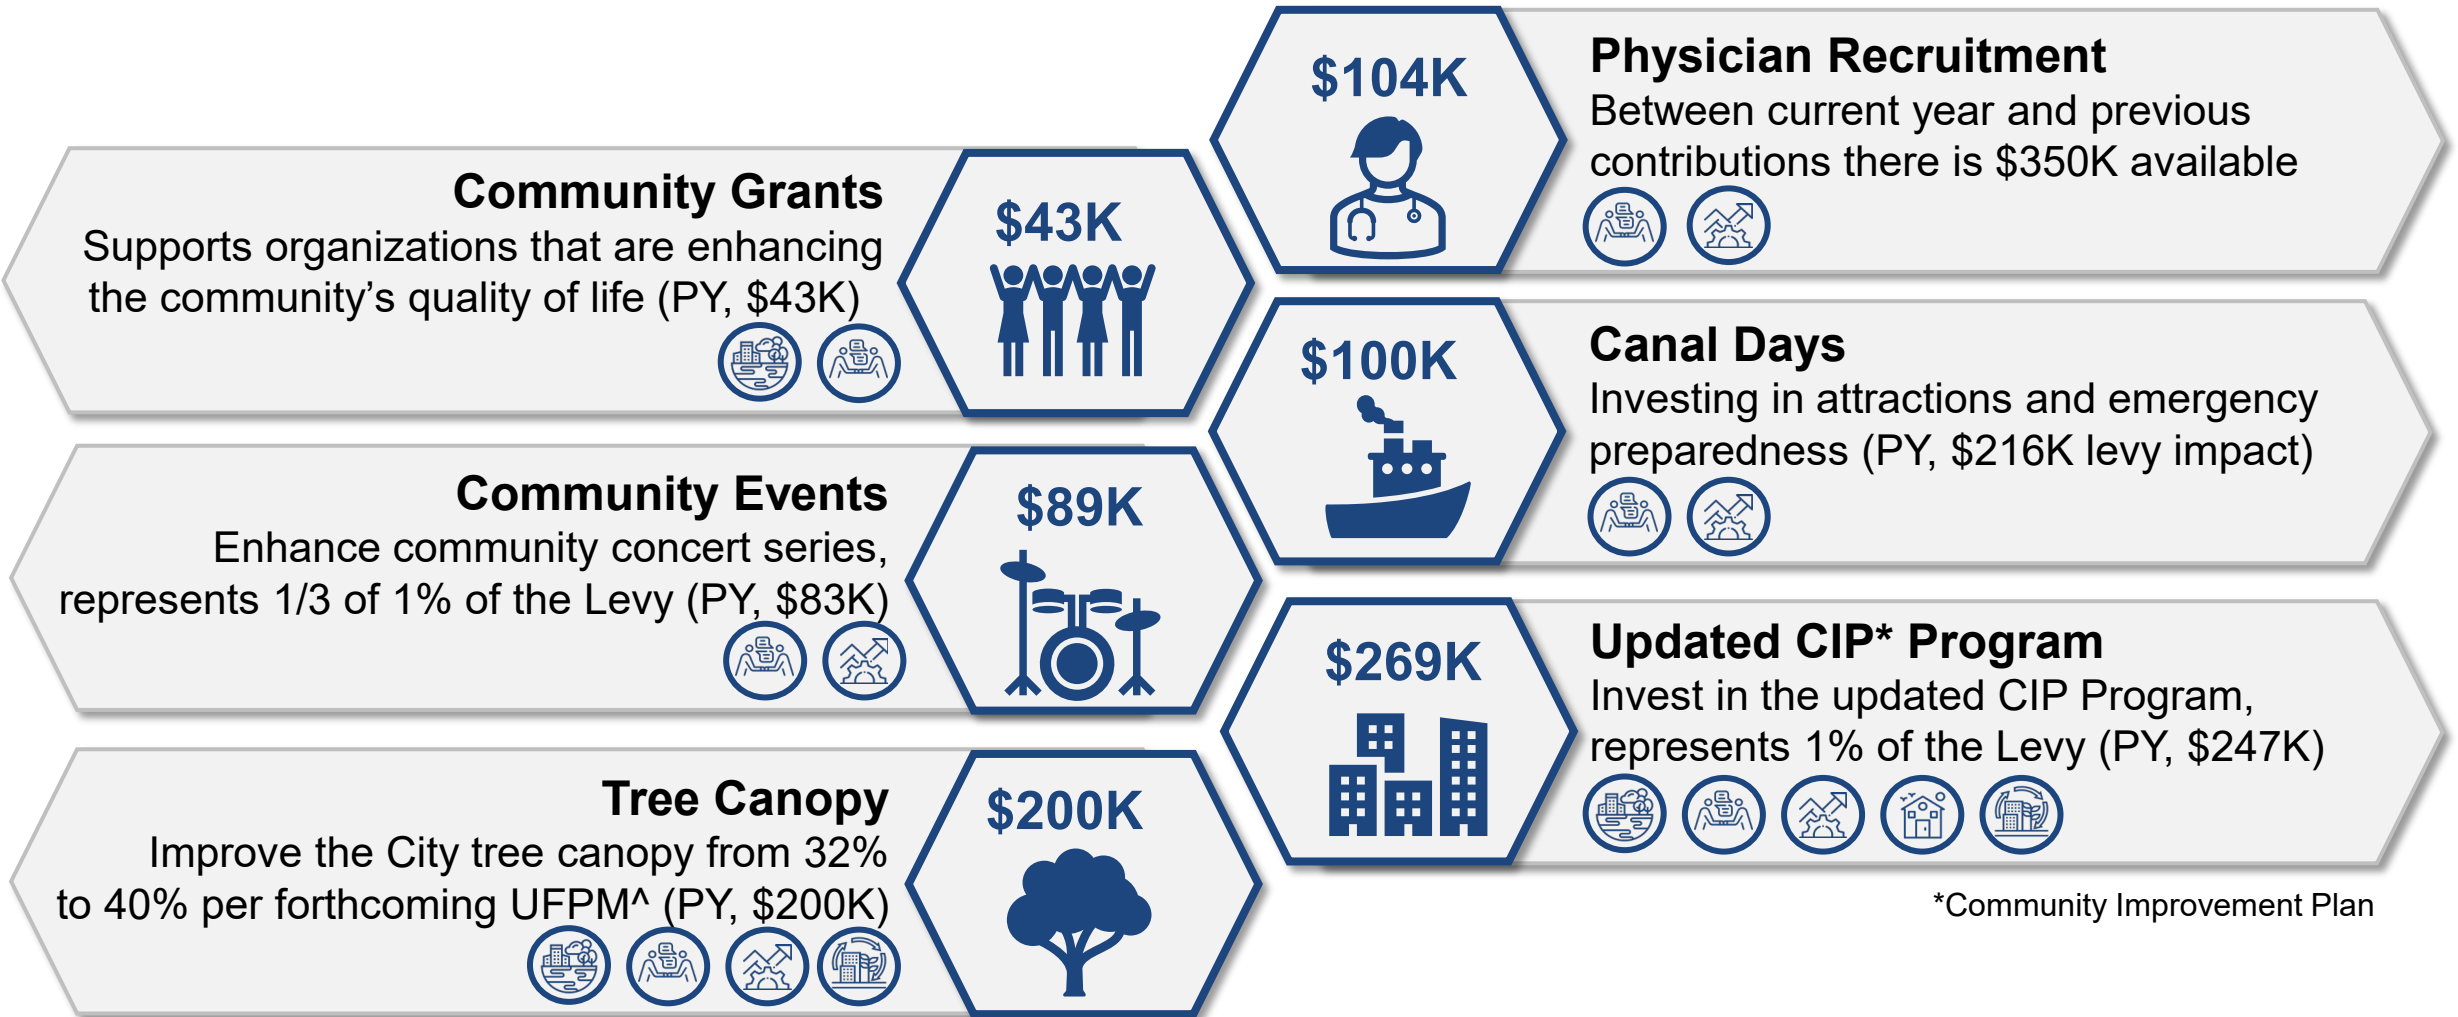 $104K
Physician Recruitment
Between current year and previous
contributions there is $350K available
Community Grants
Supports organizations that are enhancing
the community’s quality of life (PY, $43K)
$43K
$100K
Canal Days
Investing in attractions and emergency
preparedness (PY, $216K levy impact)
Community Events
Enhance community concert series,
represents 1/3 of 1% of the Levy (PY, $83K)
$89K
$269K
Updated CIP* Program
Invest in the updated CIP Program,
represents 1% of the Levy (PY, $247K)
Tree Canopy
Improve the City tree canopy from 32%
to 40% per forthcoming UFPM^ (PY, $200K)
$200K
*Community Improvement Plan